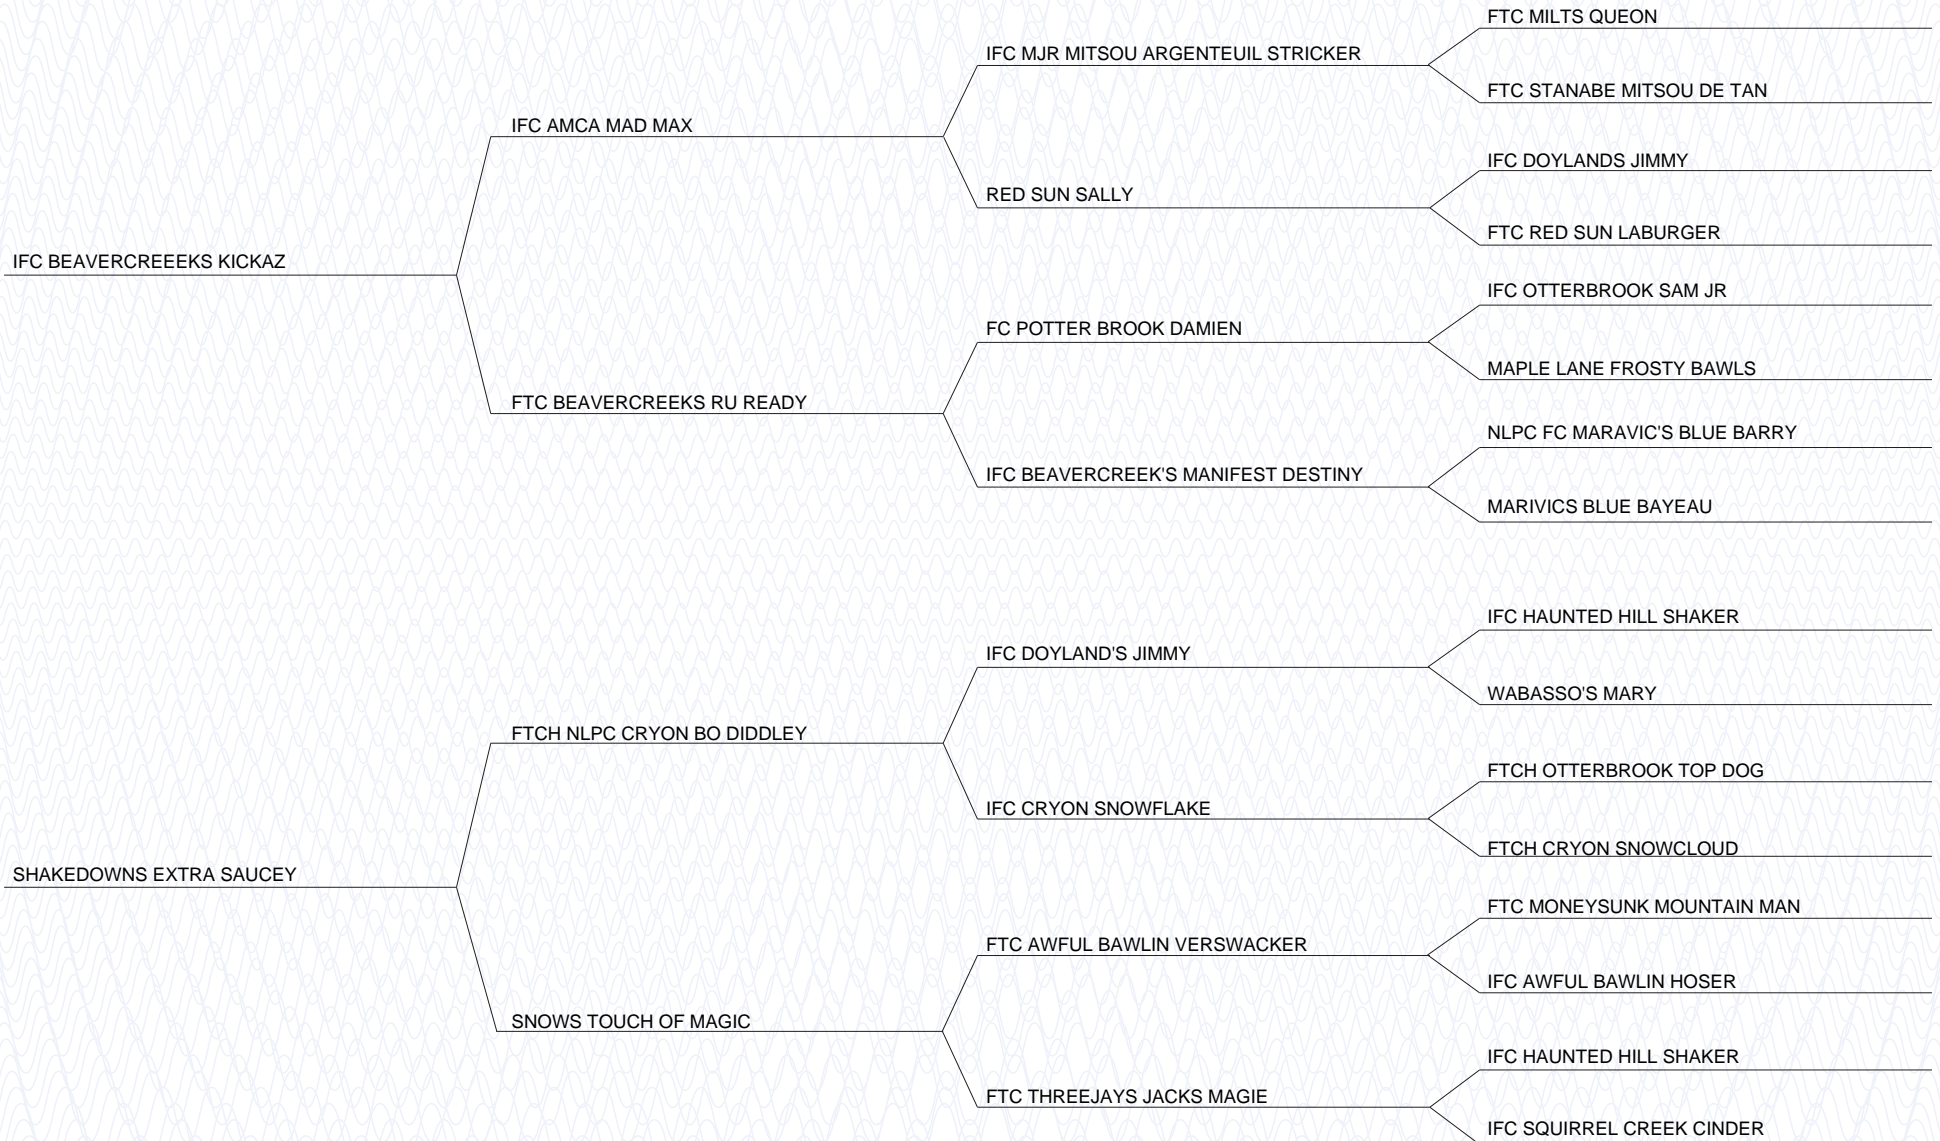 FTC MILTS QUEON
IFC MJR MITSOU ARGENTEUIL STRICKER
FTC STANABE MITSOU DE TAN
IFC AMCA MAD MAX
IFC DOYLANDS JIMMY
RED SUN SALLY
FTC RED SUN LABURGER
IFC BEAVERCREEEKS KICKAZ
IFC OTTERBROOK SAM JR
FC POTTER BROOK DAMIEN
MAPLE LANE FROSTY BAWLS
FTC BEAVERCREEKS RU READY
NLPC FC MARAVIC'S BLUE BARRY
IFC BEAVERCREEK'S MANIFEST DESTINY
MARIVICS BLUE BAYEAU
IFC HAUNTED HILL SHAKER
IFC DOYLAND'S JIMMY
WABASSO'S MARY
FTCH NLPC CRYON BO DIDDLEY
FTCH OTTERBROOK TOP DOG
IFC CRYON SNOWFLAKE
FTCH CRYON SNOWCLOUD
SHAKEDOWNS EXTRA SAUCEY
FTC MONEYSUNK MOUNTAIN MAN
FTC AWFUL BAWLIN VERSWACKER
IFC AWFUL BAWLIN HOSER
SNOWS TOUCH OF MAGIC
IFC HAUNTED HILL SHAKER
FTC THREEJAYS JACKS MAGIE
IFC SQUIRREL CREEK CINDER